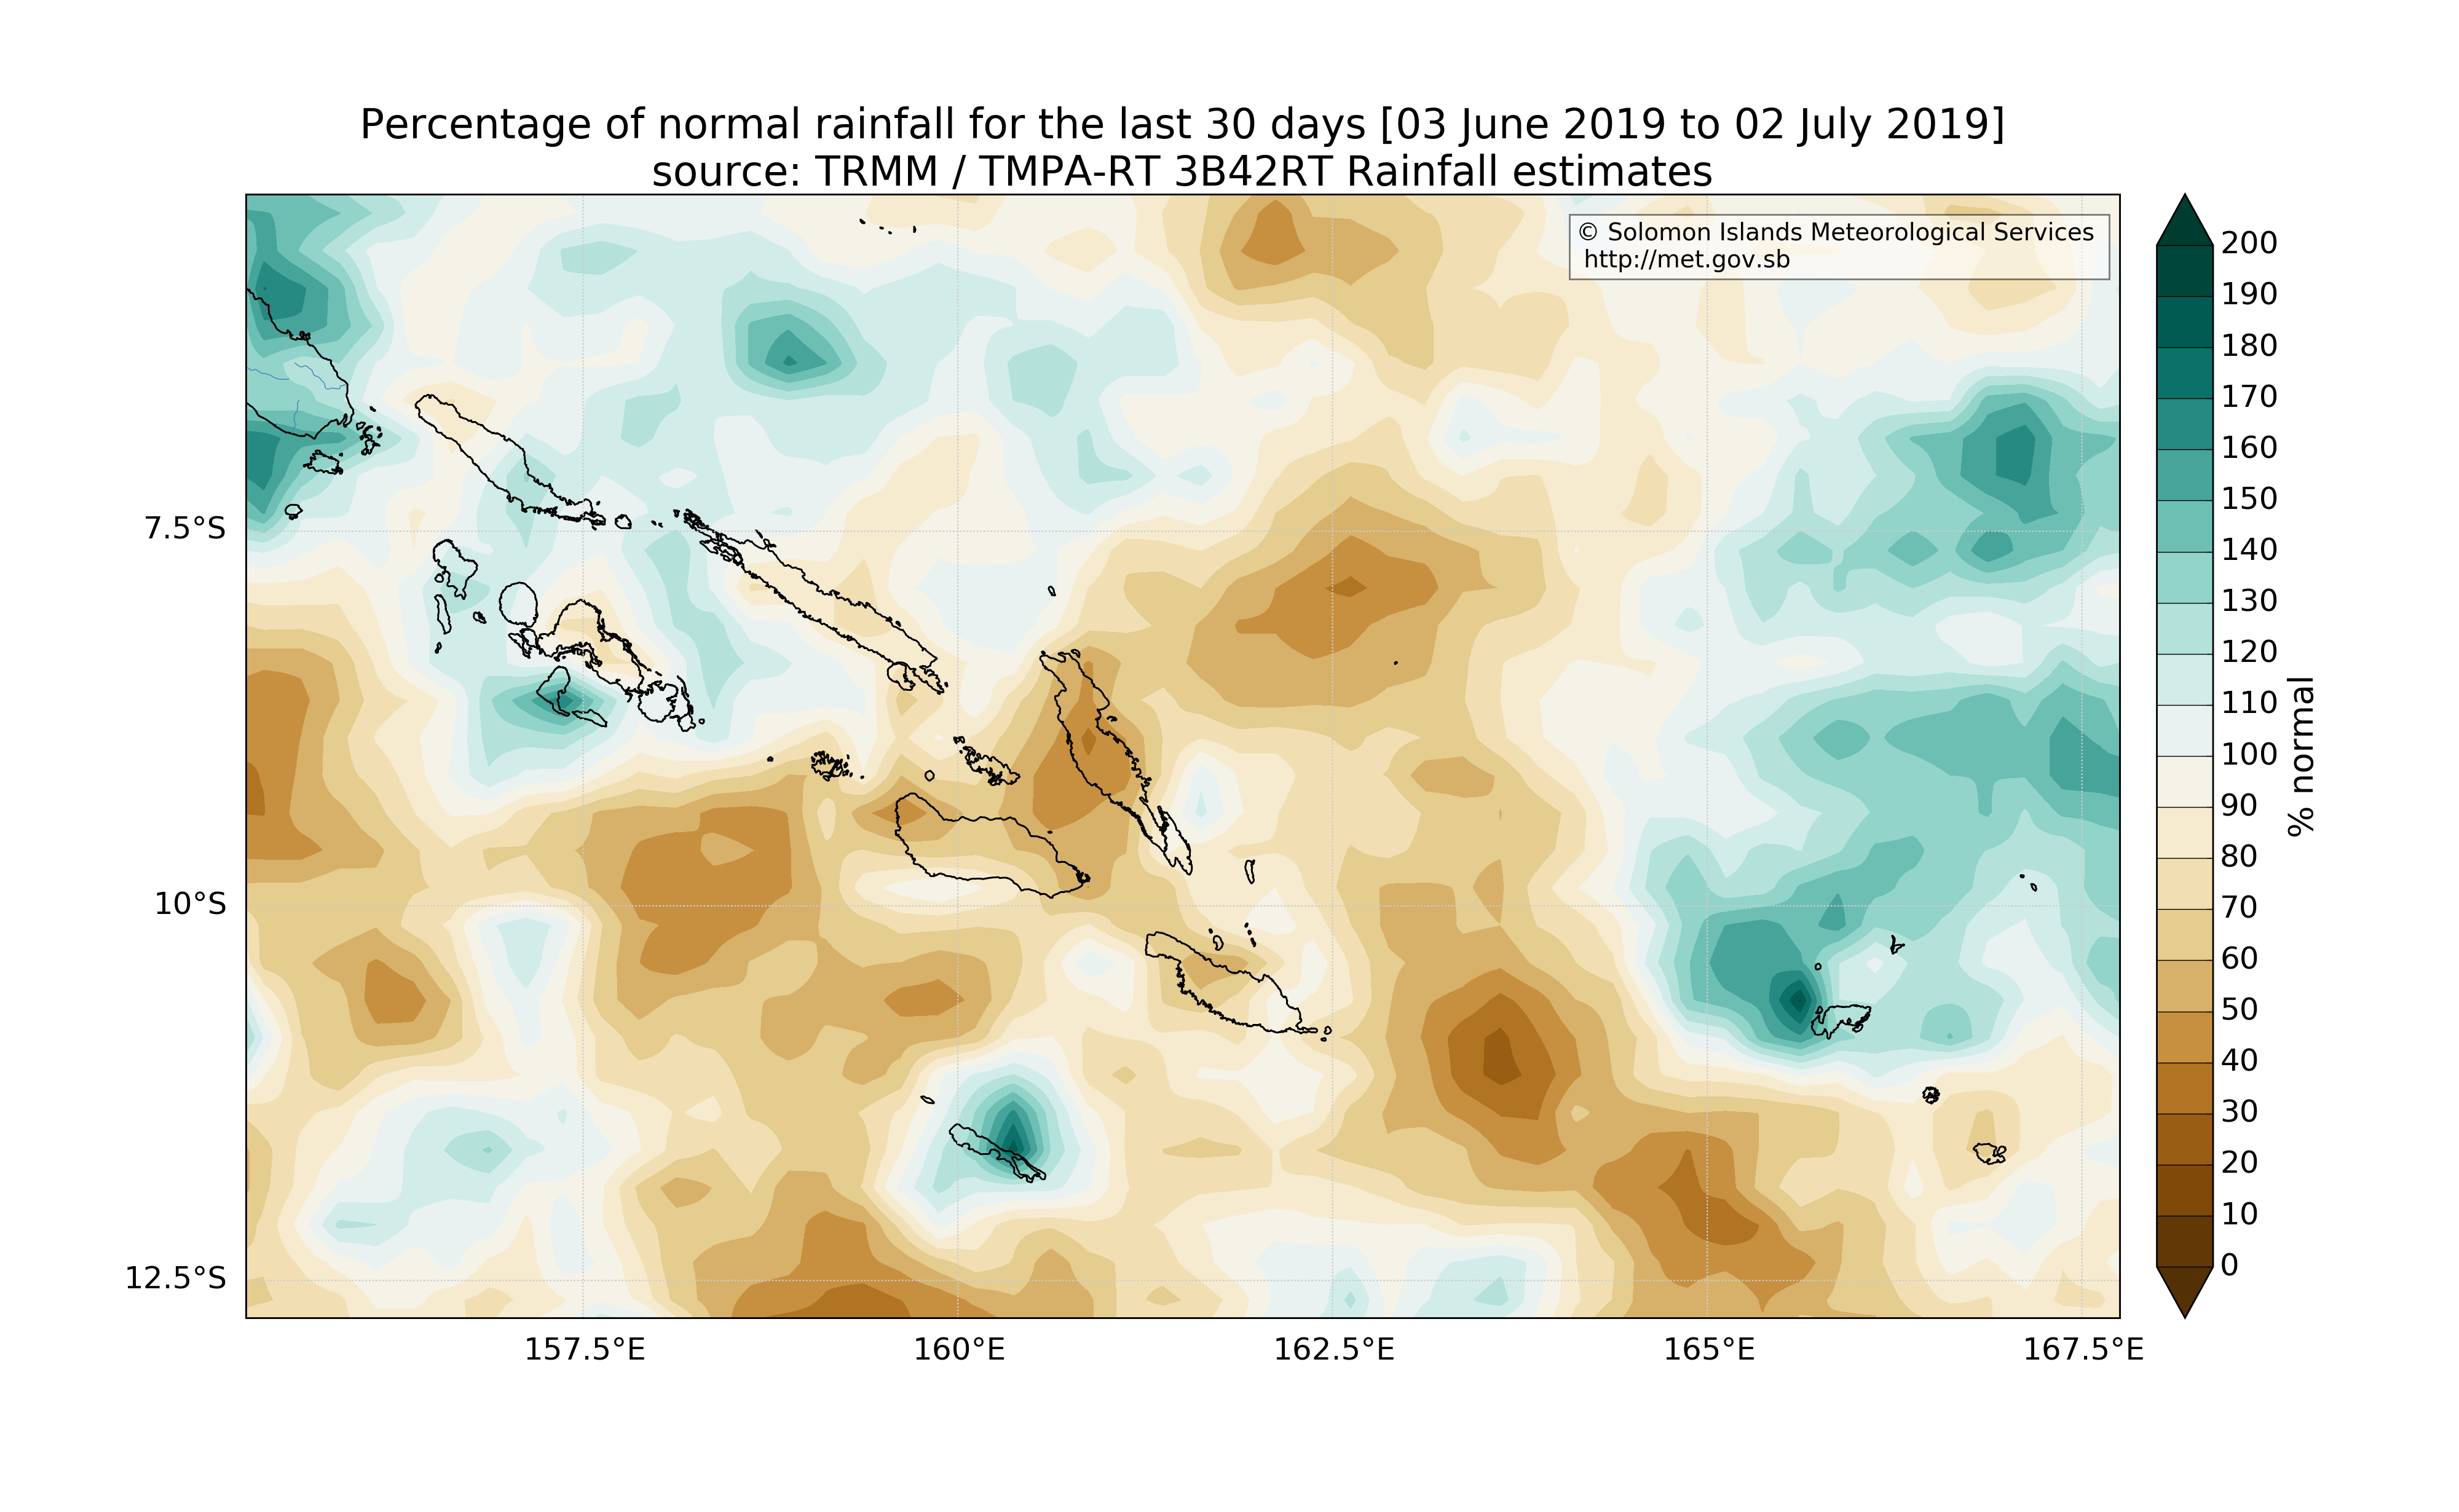 Percentage of normal rainfall for the last 30 days [03 June 2019 to 02 July 2019]
source: TRMM / TMPA-RT 3B42RT Rainfall estimates
© Solomon Islands Meteorological Services
http://met.gov.sb
7.5°S
10°S
12.5°S
157.5°E
160°E
162.5°E
165°E
167.5°E
200
190
180
170
160
150
140
130
120
110
100
90
80
70
60
50
40
30
20
10
0
% normal